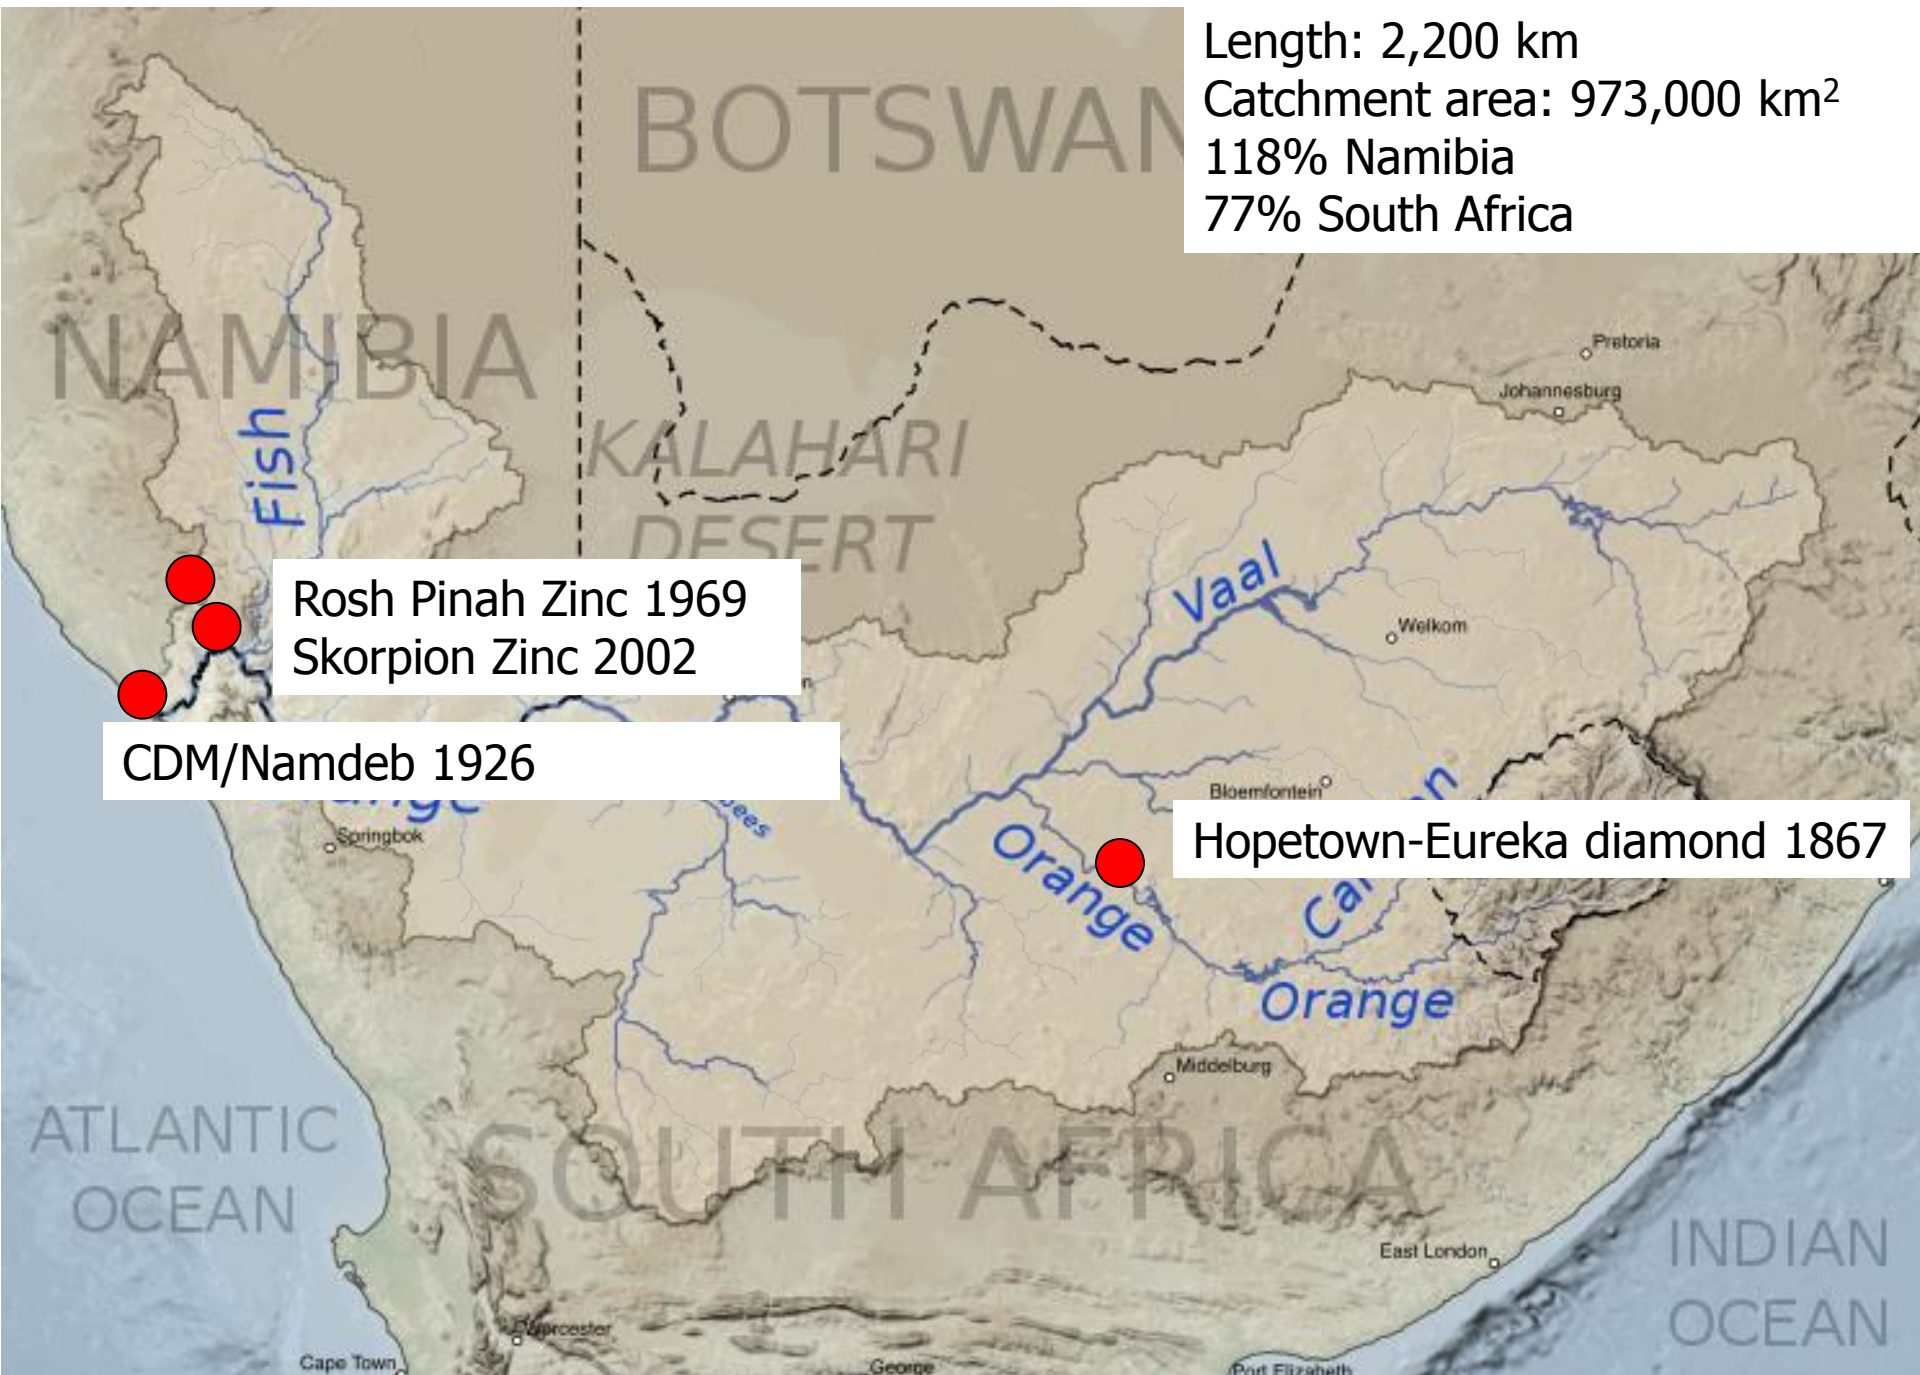 Length: 2,200 km
Catchment area: 973,000 km²
118% Namibia
77% South Africa
BOTSWAN
NAMIBIA
Pretoria
Johannesburg
Fish
KALAHARI
DESERT
Vaal
Rosh Pinah Zinc 1969
Skorpion Zinc 2002
Welkom
CDM/Namdeb 1926
Bloemfontein
Springbok
Orange
Hopetown-Eureka diamond 1867
Orange
Middelburg
ATLANTIC
OCEAN
SOUTH AFRICA
East London
INDIAN
OCEAN
Worcester
Cape Town
George
Port Elizabeth